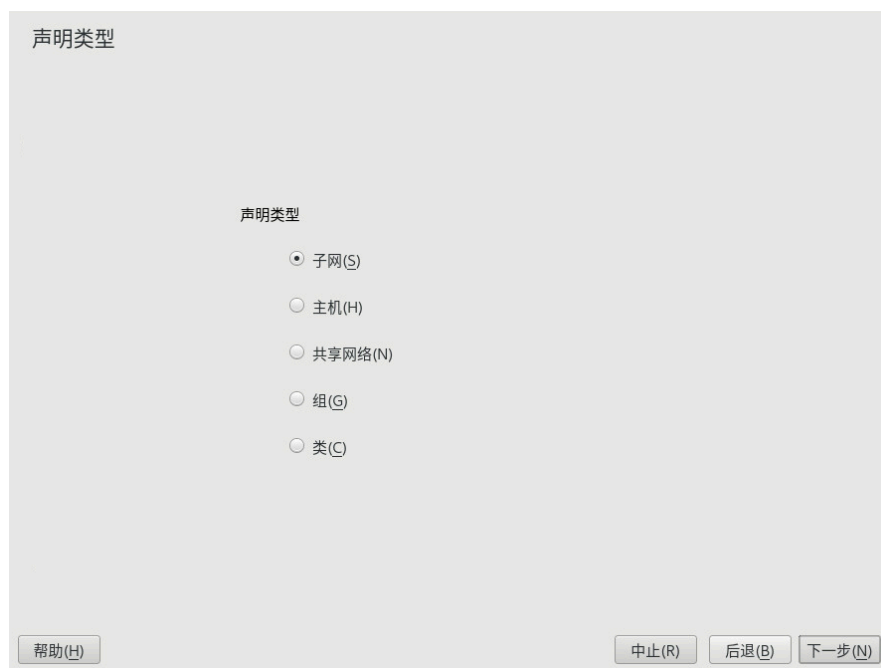 声明类型
声明类型
子网(S)
主机(H)
共享网络(N)
组(G)
类(C)
帮助(H)
中止(R)
后退(B)
下一步(N)